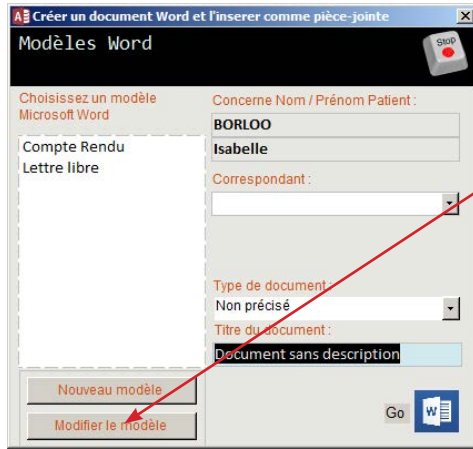 Créer un document Word et l'inserer comme pièce-jointe
Modèles Word
Stop
Choisissez un modèle
Microsoft Word
Compte Rendu
Lettre libre
Concerne Nom / Prénom Patient :
BORLOO
Isabelle
Correspondant :
Type de document :
Non précisé
Titre du document :
Document sans description
Nouveau modèle
Modifier le modèle
Go
W